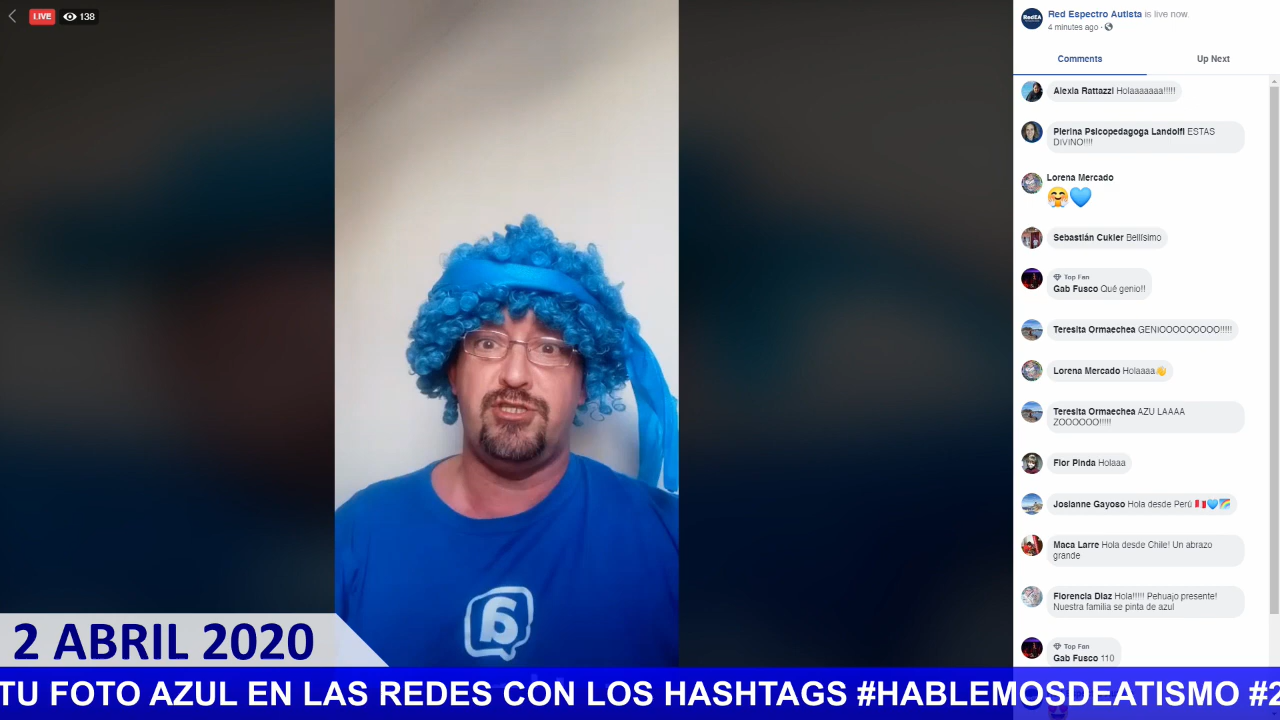 LIVE 138
RedEA
Red Espectro Autista is live now.
4 minutes ago ·
Comments Up Next
Alexia Rattazzi Holaaaaaaa!!!!!
Pierina Psicopedagoga Landolfi ESTAS
DIVINO!!!!
Lorena Mercado
🤗💙
Sebastián Cukier Bellísimo
Top Fan
Gab Fusco Qué genio!!
Teresita Ormaechea GENIOOOOOOOOO!!!!!
Lorena Mercado Holaaaa👋
Teresita Ormaechea AZU LAAAA
ZOOOOOO!!!!!
Flor Pinda Holaaa
Josianne Gayoso Hola desde Perú 🇵🇪💙🌈
Maca Larre Hola desde Chile! Un abrazo
grande
Florencia Diaz Hola!!!!! Pehuajo presente!
Nuestra familia se pinta de azul
Top Fan
Gab Fusco 110
2 ABRIL 2020
TU FOTO AZUL EN LAS REDES CON LOS HASHTAGS #HABLEMOSDEATISMO #2